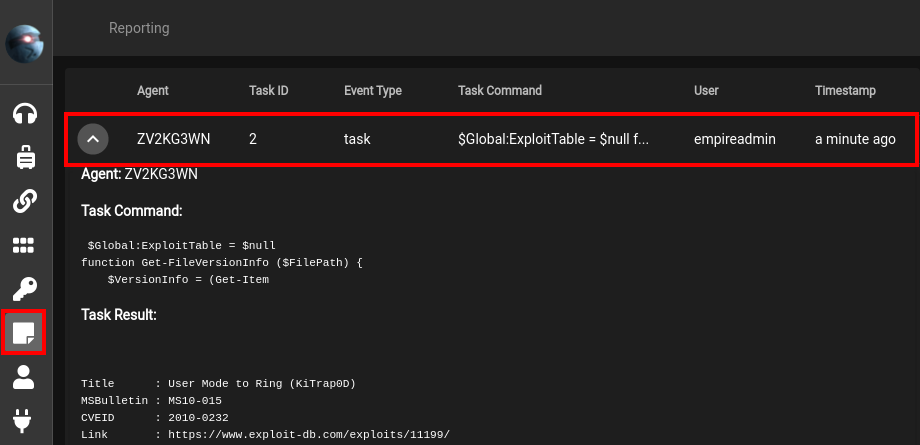 Reporting
Agent Task ID Event Type Task Command User Timestamp
ZV2KG3WN 2 task $Global:ExploitTable = $null f... empireadmin a minute ago
Agent: ZV2KG3WN
Task Command:
$Global:ExploitTable = $null
function Get-FileVersionInfo ($FilePath) {
$VersionInfo = (Get-Item
Task Result:
Title : User Mode to Ring (KiTrap0D)
MSBulletin : MS10-015
CVEID : 2010-0232
Link : https://www.exploit-db.com/exploits/11199/